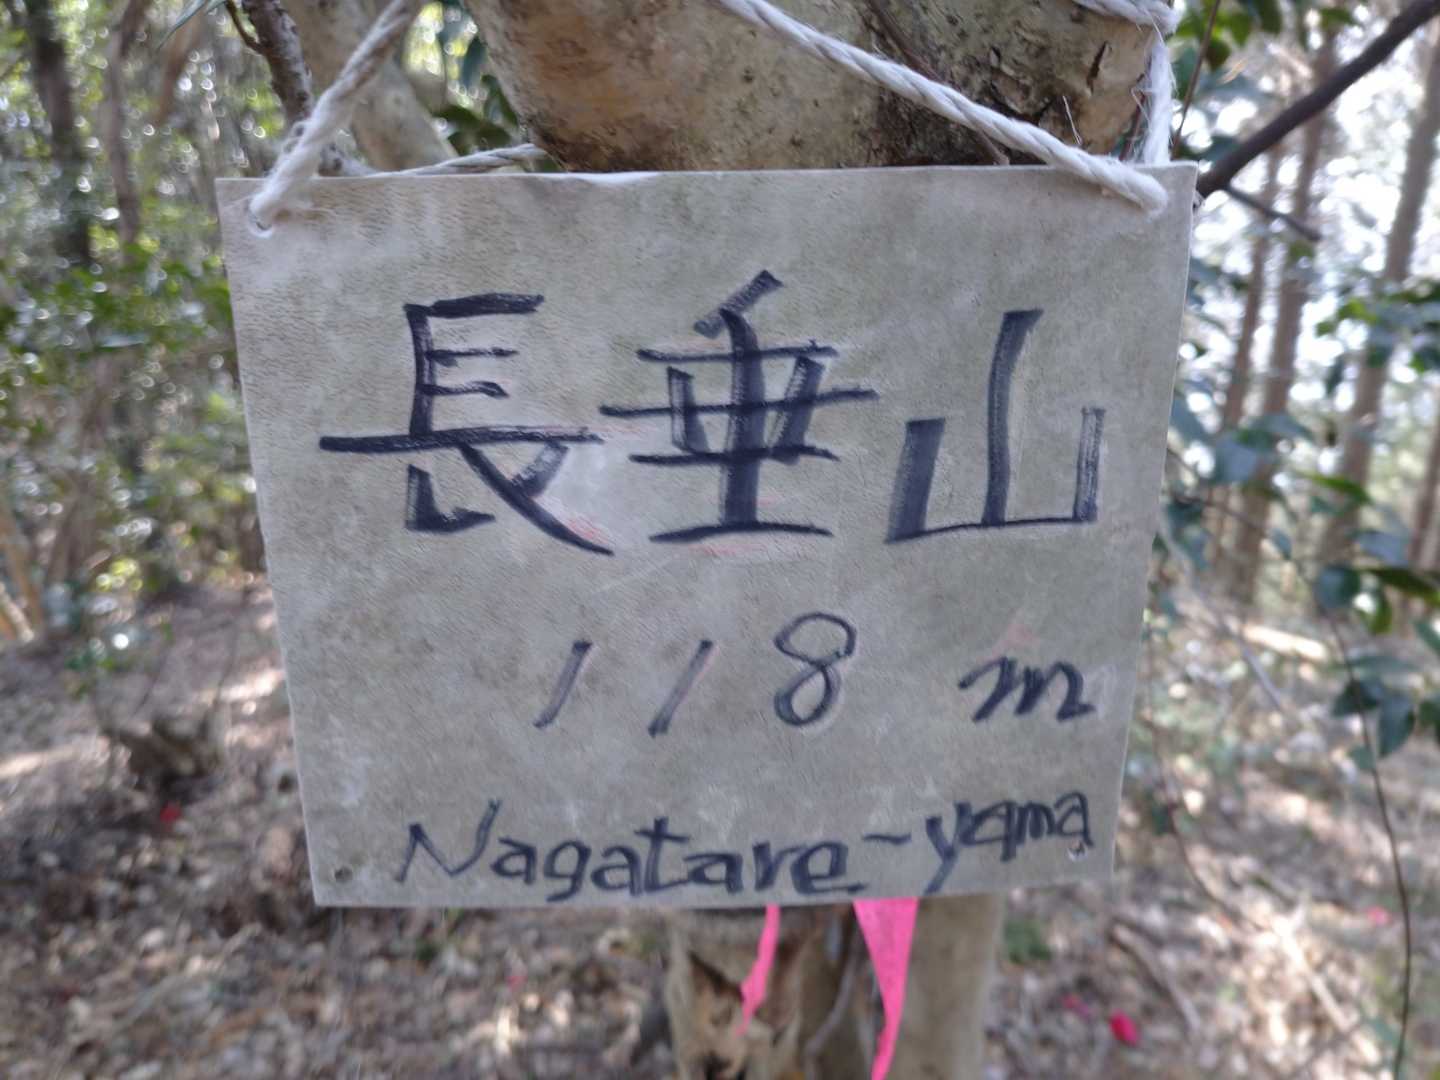 長垂山
118 m
Nagatare-yama